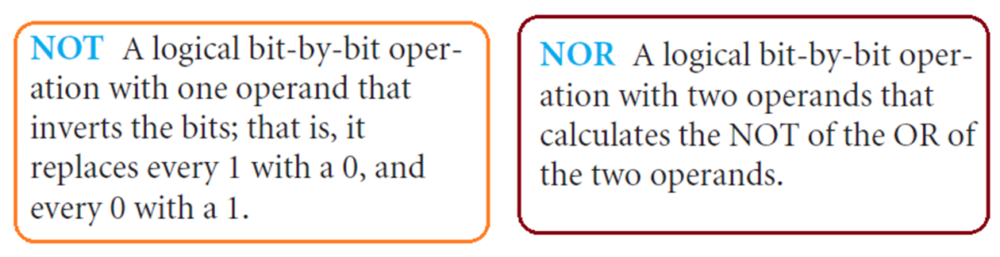 NOT A logical bit-by-bit oper-
ation with one operand that
inverts the bits; that is, it
replaces every 1 with a 0, and
every 0 with a 1.
NOR A logical bit-by-bit oper-
ation with two operands that
calculates the NOT of the OR of
the two operands.